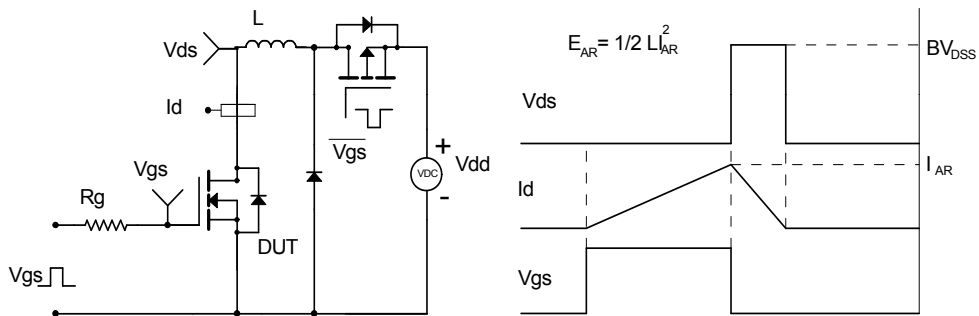 L
Vds
Id
Vgs
Rg
DUT
Vgs
Vgs
+
VDC
-
Vdd
E_AR = 1/2 LI_AR^2
Vds
BV_DSS
Id
I_AR
Vgs